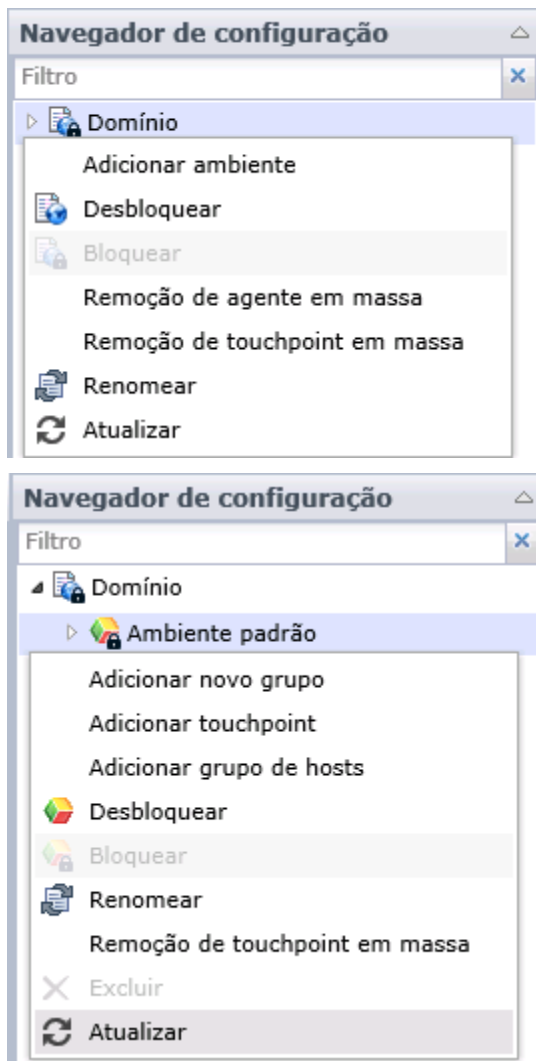 Navegador de configuração
Filtro
Domínio
Adicionar ambiente
Desbloquear
Bloquear
Remoção de agente em massa
Remoção de touchpoint em massa
Renomear
Atualizar
Navegador de configuração
Filtro
Domínio
Ambiente padrão
Adicionar novo grupo
Adicionar touchpoint
Adicionar grupo de hosts
Desbloquear
Bloquear
Renomear
Remoção de touchpoint em massa
Excluir
Atualizar